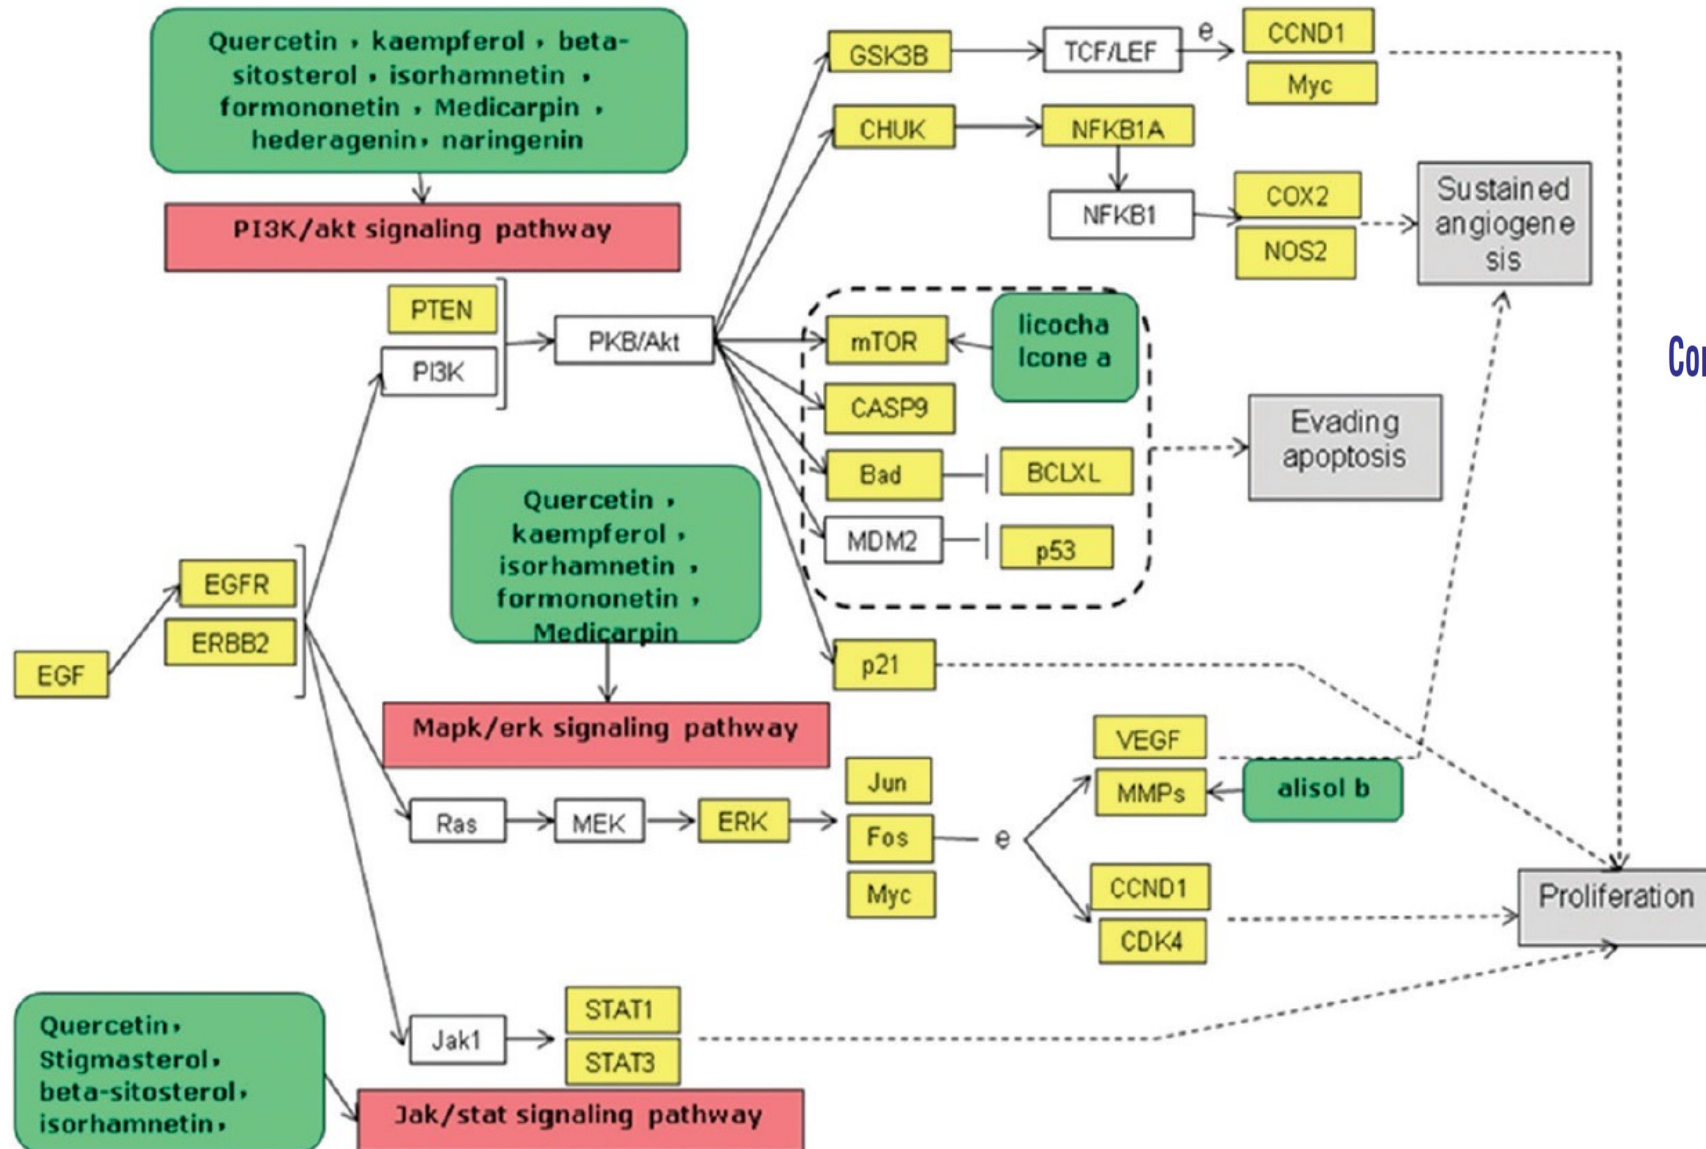 Quercetin , kaempferol , beta-
sitosterol , isorhamnetin ,
formononetin , Medicarpin ,
hederagenin, naringenin
PI3K/akt signaling pathway
GSK3B
TCF/LEF
e
CCND1
Myc
CHUK
NFKB1A
NFKB1
COX2
NOS2
Sustained
angiogene
sis
PTEN
PI3K
PKB/Akt
mTOR
licocha
lcone a
CASP9
Bad
BCLXL
MDM2
p53
Evading
apoptosis
Quercetin ,
kaempferol ,
isorhamnetin ,
formononetin ,
Medicarpin
EGFR
ERBB2
EGF
p21
Mapk/erk signaling pathway
Ras
MEK
ERK
Jun
Fos
Myc
e
VEGF
MMPs
alisol b
CCND1
CDK4
Proliferation
Jak1
STAT1
STAT3
Quercetin,
Stigmasterol,
beta-sitosterol,
isorhamnetin,
Jak/stat signaling pathway